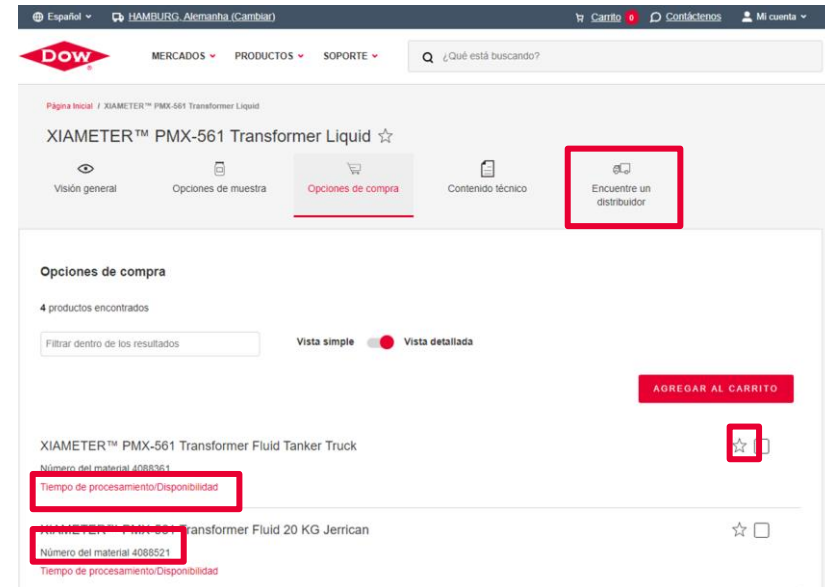 Español
HAMBURG, Alemanha (Cambiar)
Carrito 0
Contáctenos
Mi cuenta
DOW
MERCADOS
PRODUCTOS
SOPORTE
¿Qué está buscando?
Página Inicial / XIAMETER™ PMX-561 Transformer Liquid
XIAMETER™ PMX-561 Transformer Liquid
Visión general
Opciones de muestra
Opciones de compra
Contenido técnico
Encuentre un
distribuidor
Opciones de compra
4 productos encontrados
Filtrar dentro de los resultados
Vista simple
Vista detallada
AGREGAR AL CARRITO
XIAMETER™ PMX-561 Transformer Fluid Tanker Truck
Número del material 4088361
Tiempo de procesamiento/Disponibilidad
XIAMETER™ PMX-561 Transformer Fluid 20 KG Jerrican
Número del material 4088521
Tiempo de procesamiento/Disponibilidad